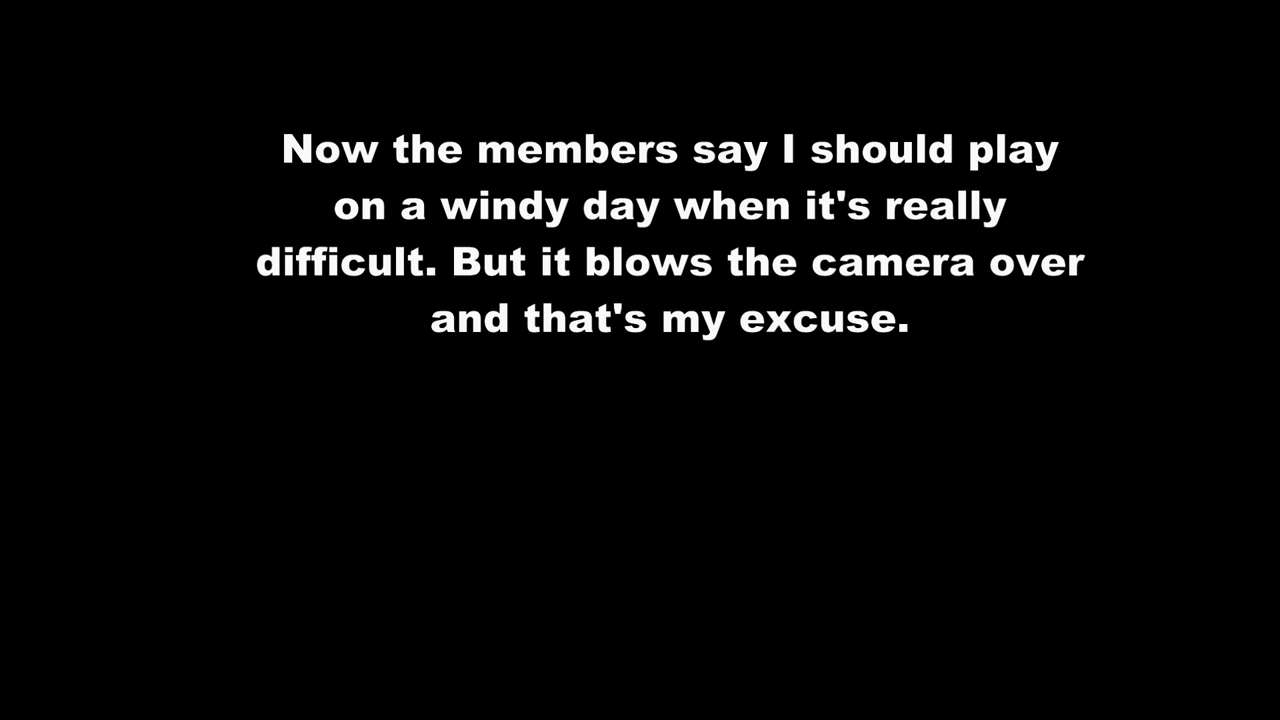 Now the members say I should play
on a windy day when it's really
difficult. But it blows the camera over
and that's my excuse.